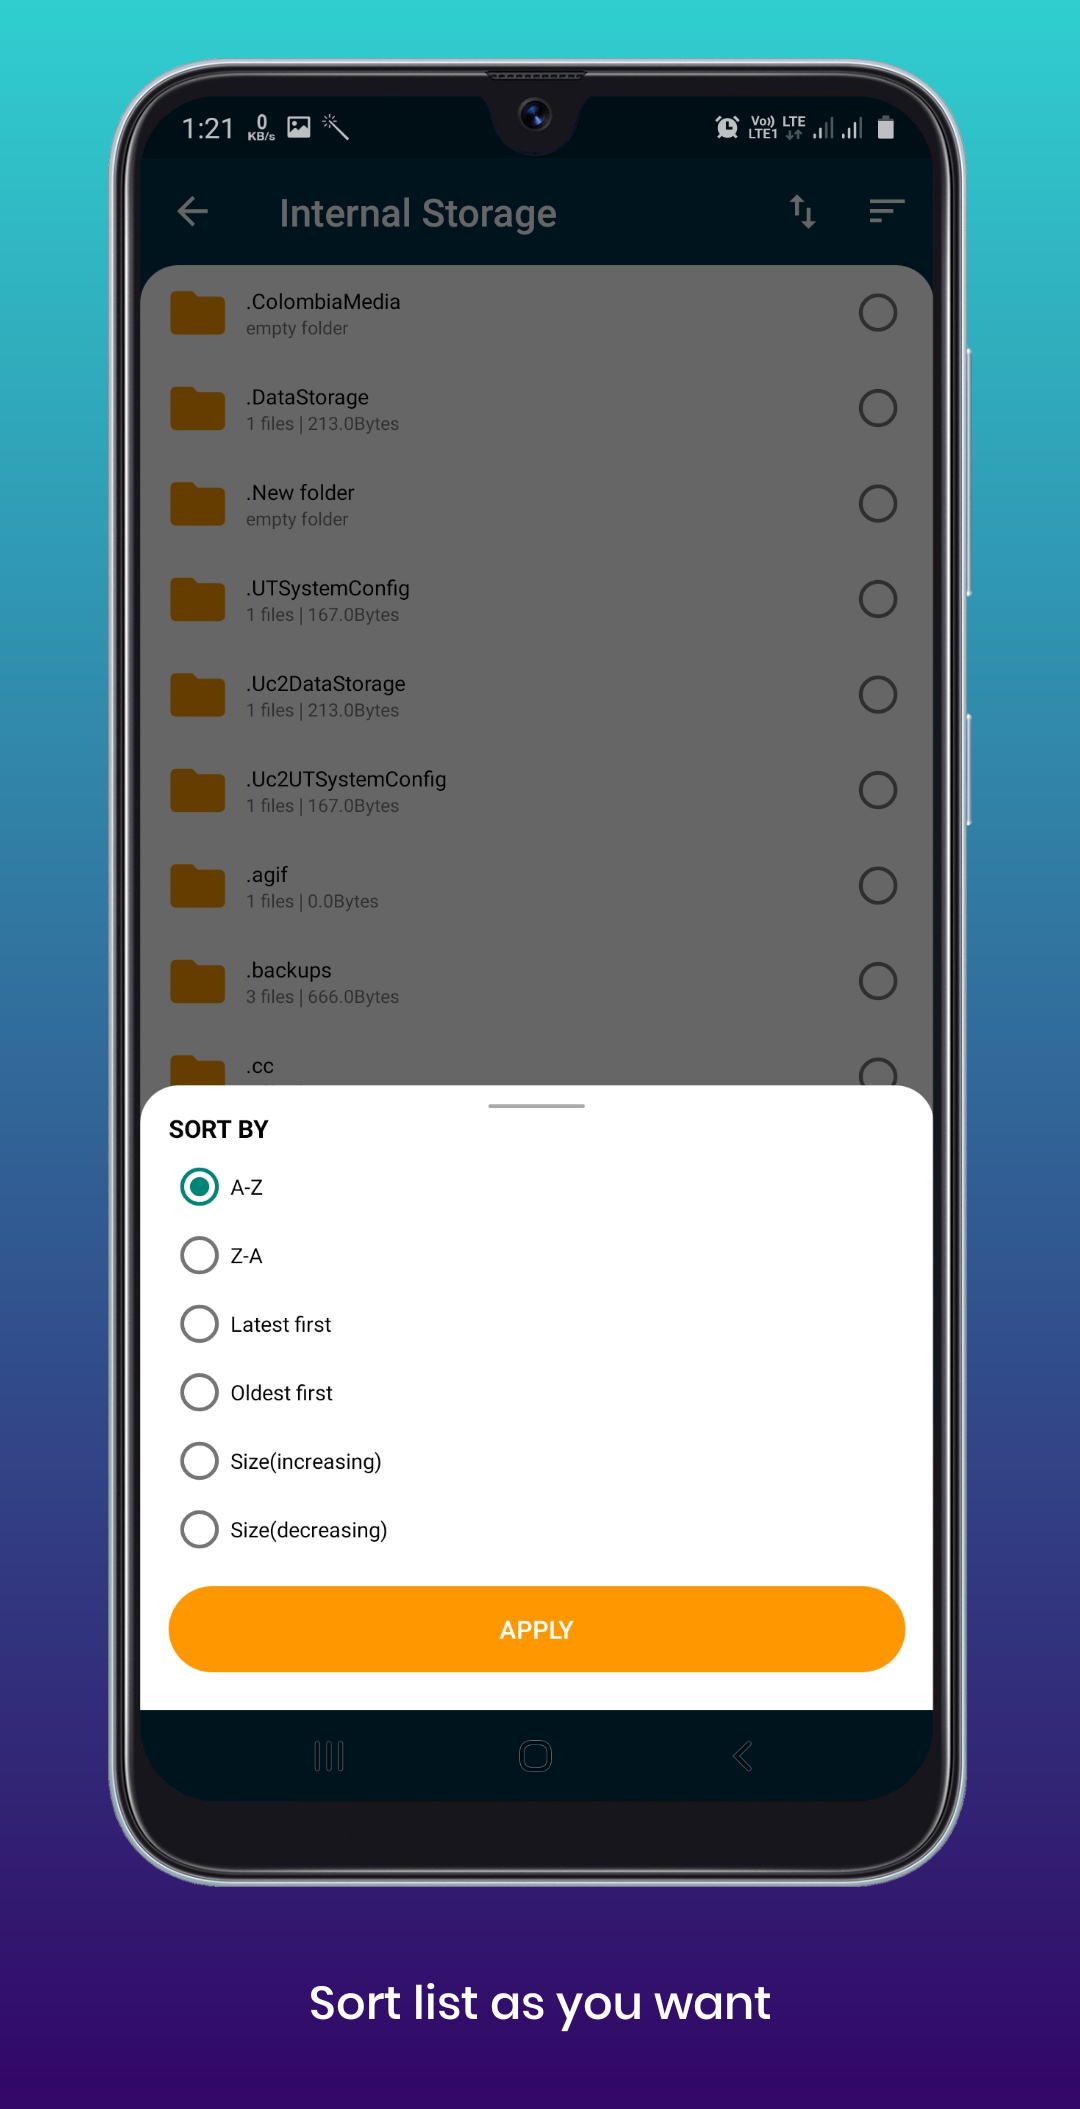 1:21
0
KB/s
Vo)) LTE
LTE1
Internal Storage
.ColombiaMedia
empty folder
.DataStorage
1 files | 213.0Bytes
.New folder
empty folder
.UTSystemConfig
1 files | 167.0Bytes
.Uc2DataStorage
1 files | 213.0Bytes
.Uc2UTSystemConfig
1 files | 167.0Bytes
.agif
1 files | 0.0Bytes
.backups
3 files | 666.0Bytes
.cc
SORT BY
A-Z
Z-A
Latest first
Oldest first
Size(increasing)
Size(decreasing)
APPLY
Sort list as you want